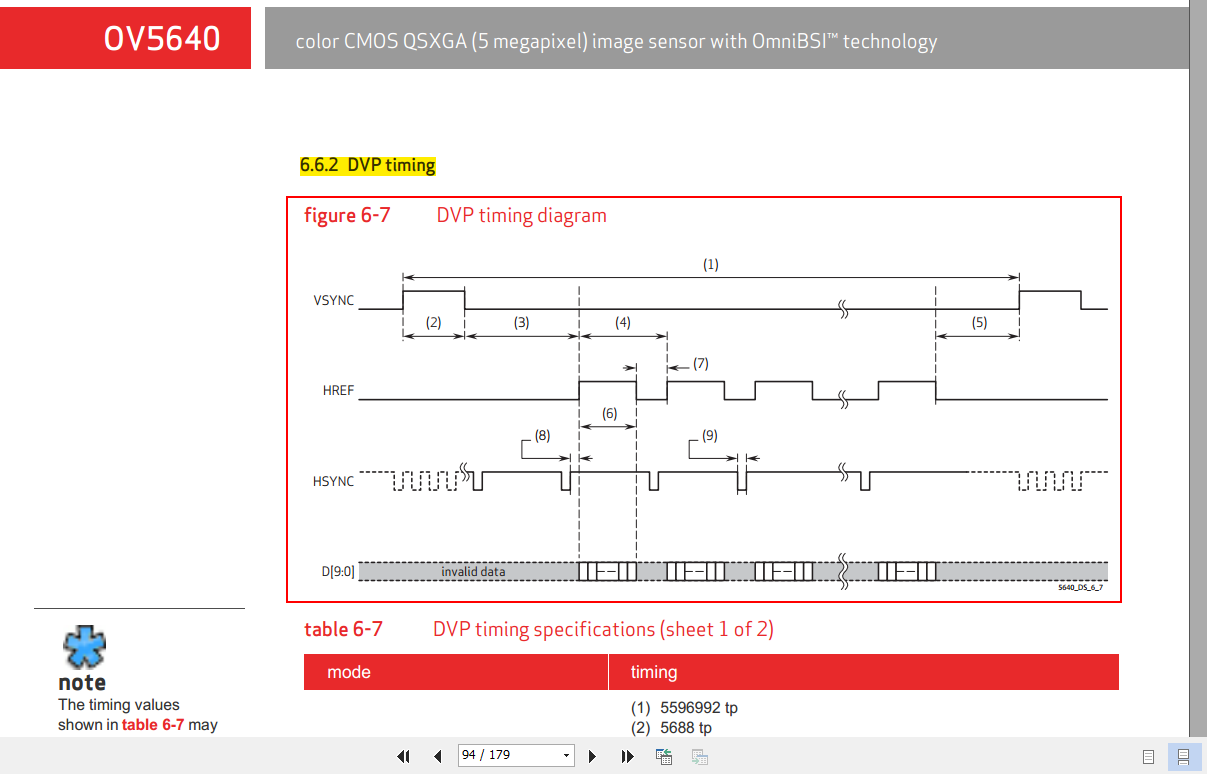 OV5640
color CMOS QSXGA (5 megapixel) image sensor with OmniBSI™ technology
6.6.2 DVP timing
figure 6-7 DVP timing diagram
(1)
VSYNC
(2) (3) (4) (5)
(7)
HREF
(6)
(8) (9)
HSYNC
D[9:0] invalid data
5640_DS_6_7
table 6-7 DVP timing specifications (sheet 1 of 2)
mode timing
note
The timing values
shown in table 6-7 may
(1) 5596992 tp
(2) 5688 tp
94 / 179